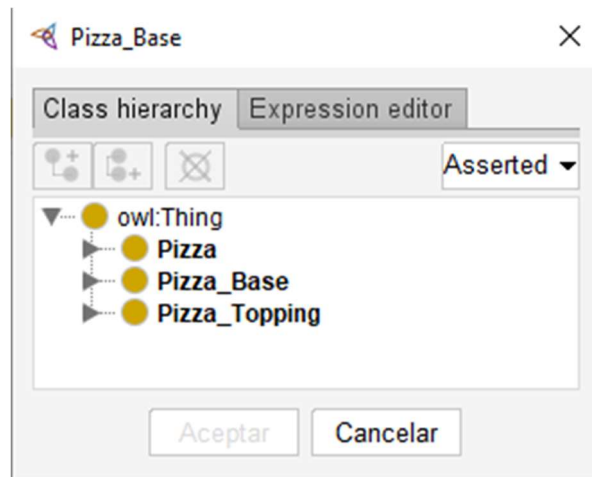 Pizza_Base
Class hierarchy Expression editor
Asserted
owl:Thing
Pizza
Pizza_Base
Pizza_Topping
Aceptar Cancelar